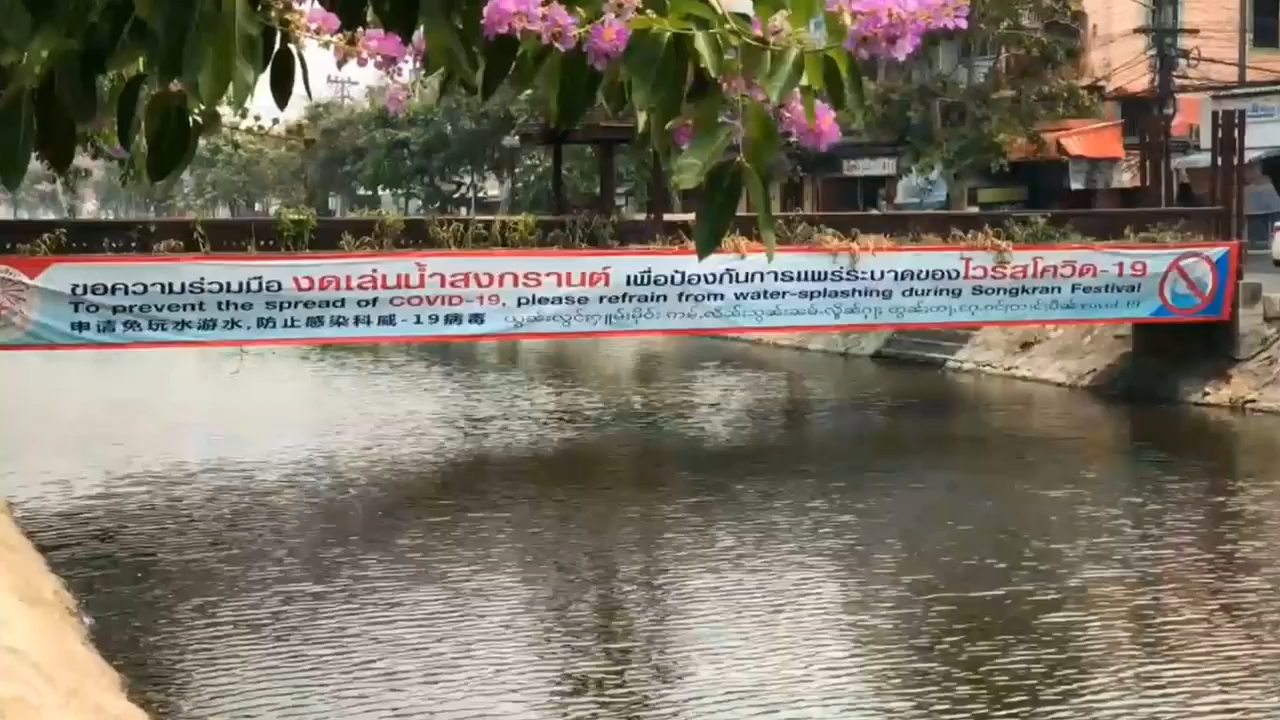 ขอความร่วมมือ งดเล่นน้ำสงกรานต์ เพื่อป้องกันการแพร่ระบาดของไวรัสโควิด-19
To prevent the spread of COVID-19, please refrain from water-splashing during Songkran Festival
申请免玩水游水,防止感染科威-19病毒